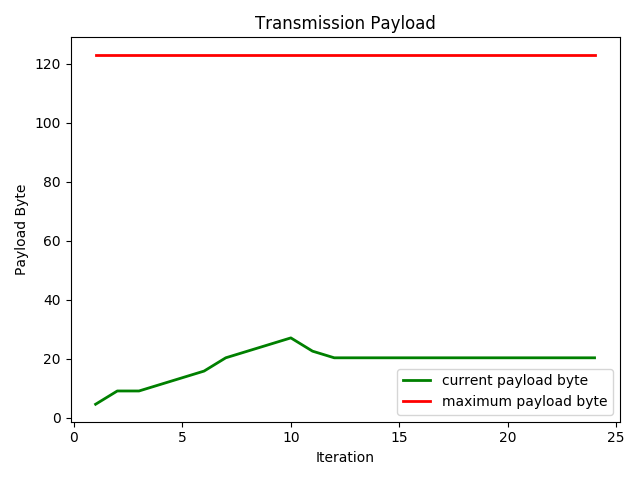 Transmission Payload
Payload Byte
120
100
80
60
40
20
0
0
5
10
15
20
25
Iteration
current payload byte
maximum payload byte